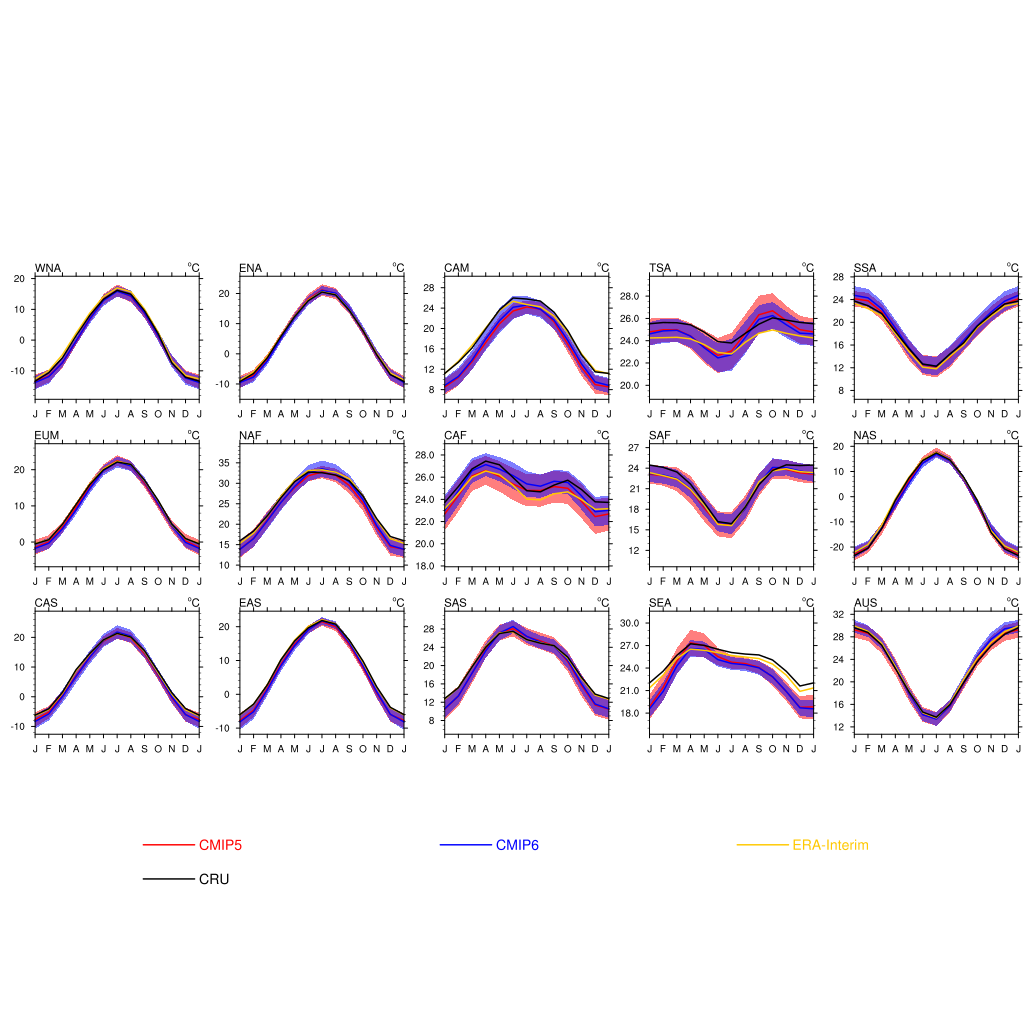 WNA °C ENA °C CAM °C TSA °C SSA °C
20 10 0 -10
20 10 0 -10
28 24 20 16 12 8
28.0 26.0 24.0 22.0 20.0
28 24 20 16 12 8
J F M A M J J A S O N D J J F M A M J J A S O N D J J F M A M J J A S O N D J J F M A M J J A S O N D J J F M A M J J A S O N D J
EUM °C NAF °C CAF °C SAF °C NAS °C
20 10 0
35 30 25 20 15 10
28.0 26.0 24.0 22.0 20.0 18.0
27 24 21 18 15 12
20 10 0 -10 -20
J F M A M J J A S O N D J J F M A M J J A S O N D J J F M A M J J A S O N D J J F M A M J J A S O N D J J F M A M J J A S O N D J
CAS °C EAS °C SAS °C SEA °C AUS °C
20 10 0 -10
20 10 0 -10
28 24 20 16 12 8
30.0 27.0 24.0 21.0 18.0
32 28 24 20 16 12
J F M A M J J A S O N D J J F M A M J J A S O N D J J F M A M J J A S O N D J J F M A M J J A S O N D J J F M A M J J A S O N D J
CMIP5 CMIP6 ERA-Interim
CRU